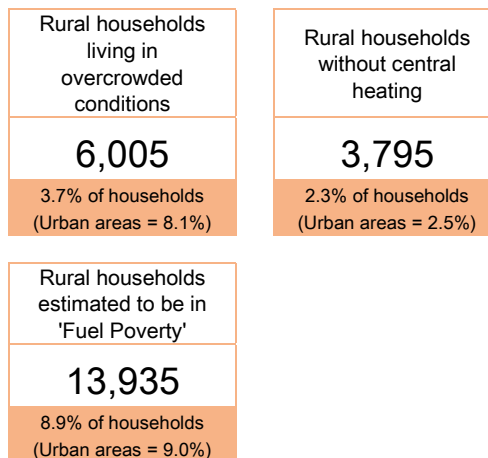 Rural households
living in
overcrowded
conditions
6,005
3.7% of households
(Urban areas = 8.1%)
Rural households
without central
heating
3,795
2.3% of households
(Urban areas = 2.5%)
Rural households
estimated to be in
'Fuel Poverty'
13,935
8.9% of households
(Urban areas = 9.0%)